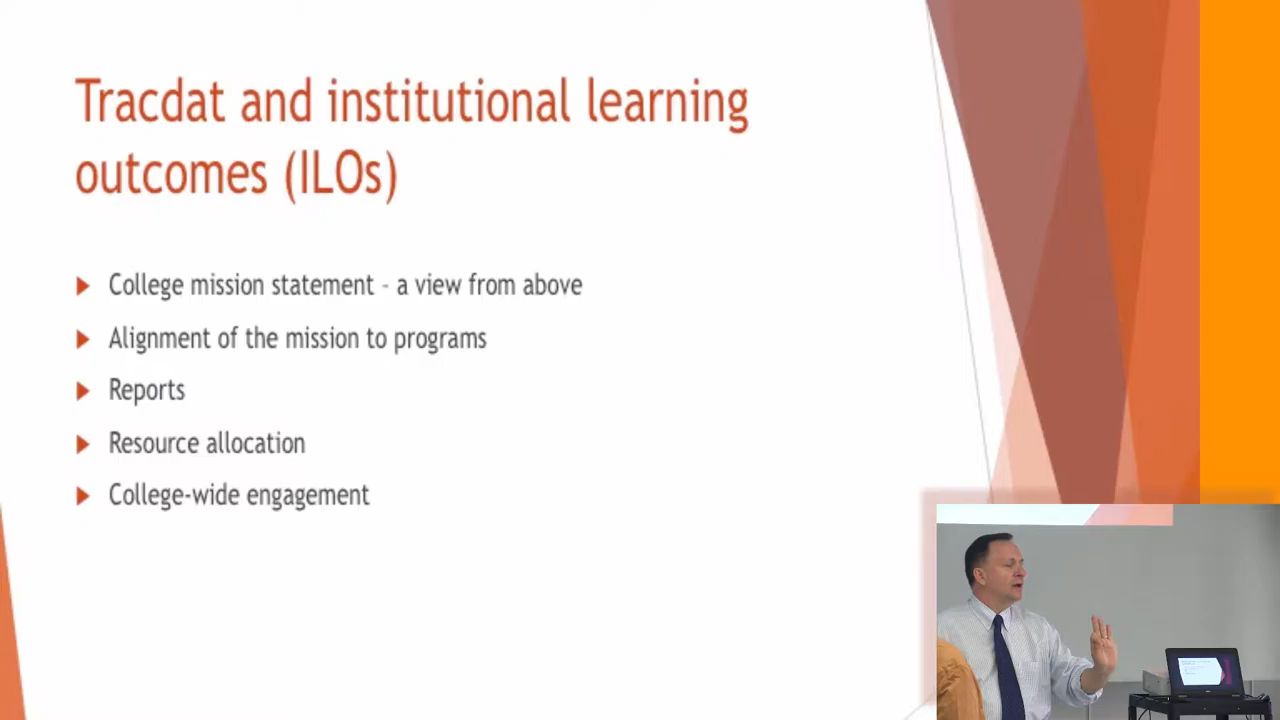 Tracdat and institutional learning
outcomes (ILOs)
College mission statement - a view from above
Alignment of the mission to programs
Reports
Resource allocation
College-wide engagement